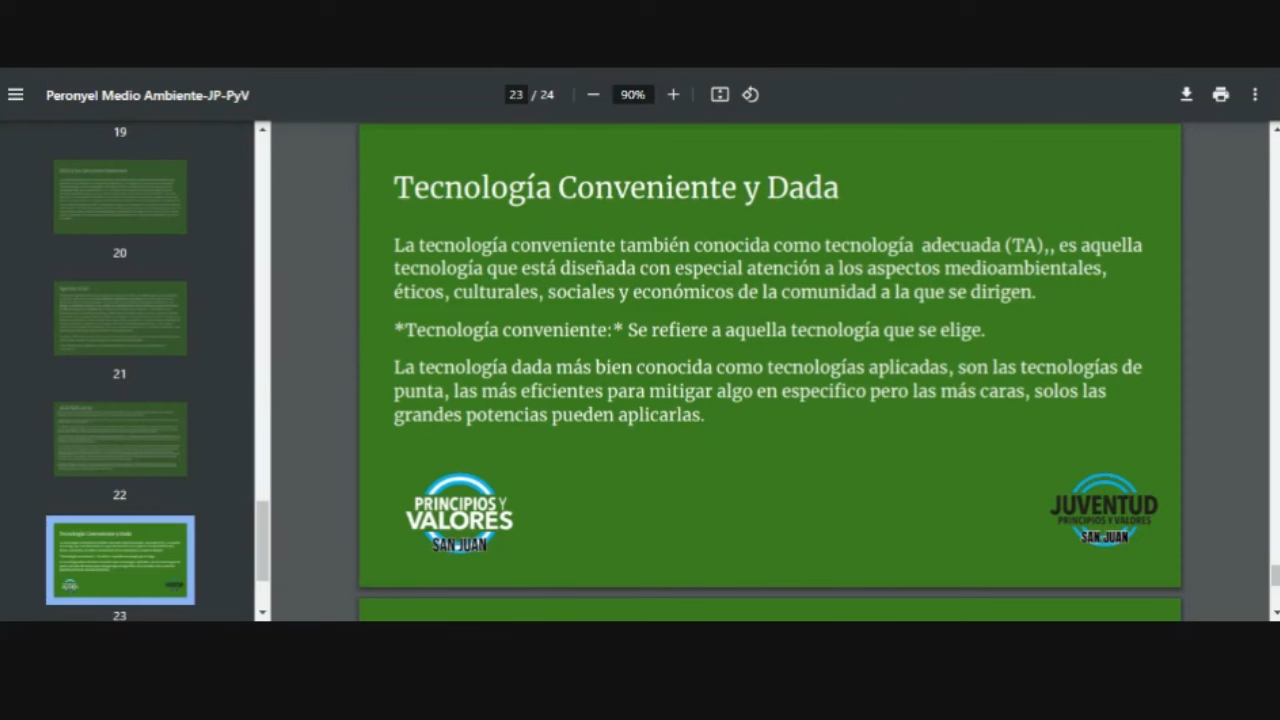 Peronyel Medio Ambiente-JP-PyV
23 / 24
90%
19
20
21
22
23
Tecnología Conveniente y Dada
La tecnología conveniente también conocida como tecnología adecuada (TA),, es aquella
tecnología que está diseñada con especial atención a los aspectos medioambientales,
éticos, culturales, sociales y económicos de la comunidad a la que se dirigen.
*Tecnología conveniente:* Se refiere a aquella tecnología que se elige.
La tecnología dada más bien conocida como tecnologías aplicadas, son las tecnologías de
punta, las más eficientes para mitigar algo en especifico pero las más caras, solos las
grandes potencias pueden aplicarlas.
PRINCIPIOS Y
VALORES
SAN JUAN
JUVENTUD
PRINCIPIOS Y VALORES
SAN JUAN